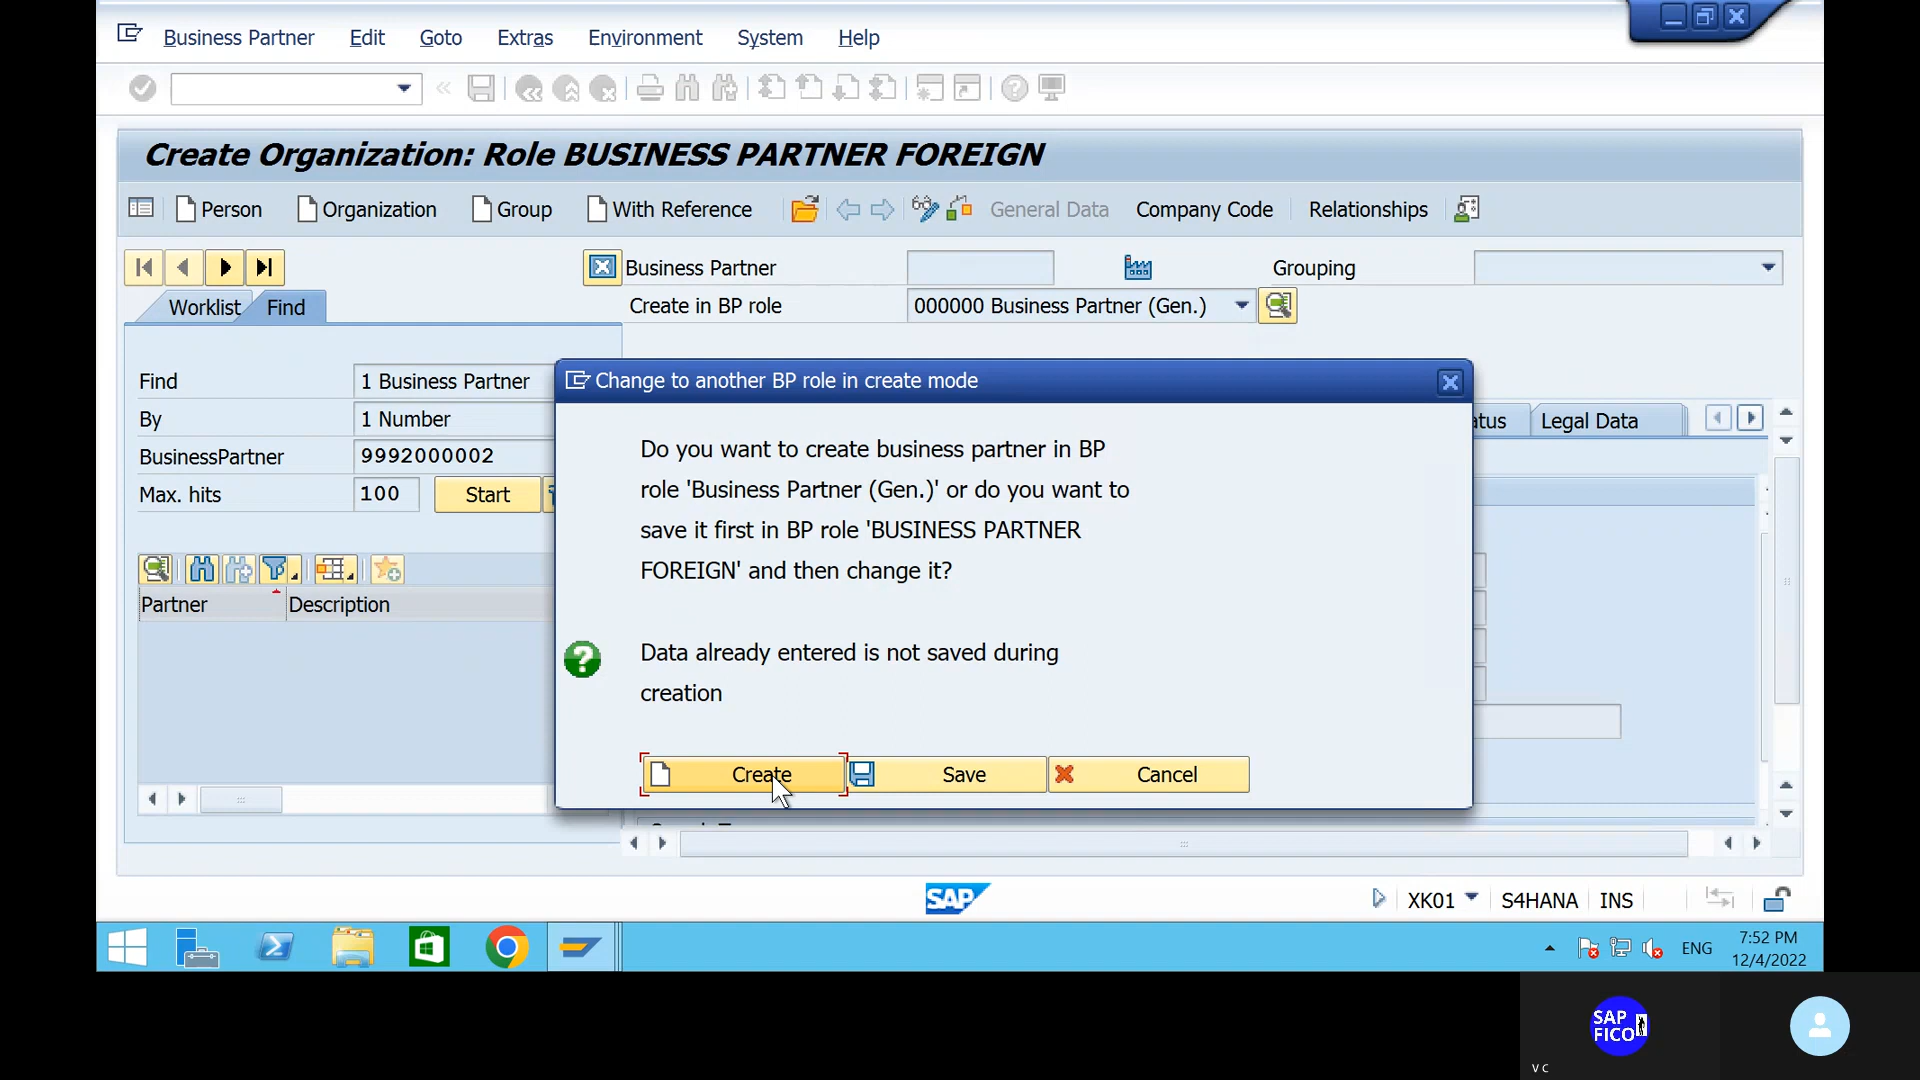 Business Partner Edit Goto Extras Environment System Help
Create Organization: Role BUSINESS PARTNER FOREIGN
Person Organization Group With Reference General Data Company Code Relationships
Business Partner Grouping
Worklist Find
Create in BP role 000000 Business Partner (Gen.)
Find 1 Business Partner
By 1 Number
BusinessPartner 9992000002
Max. hits 100 Start
Partner Description
Change to another BP role in create mode
Do you want to create business partner in BP
role 'Business Partner (Gen.)' or do you want to
save it first in BP role 'BUSINESS PARTNER
FOREIGN' and then change it?
Data already entered is not saved during
creation
Create Save Cancel
atus Legal Data
SAP
XK01 S4HANA INS
ENG
7:52 PM
12/4/2022
SAP
FICO
V C